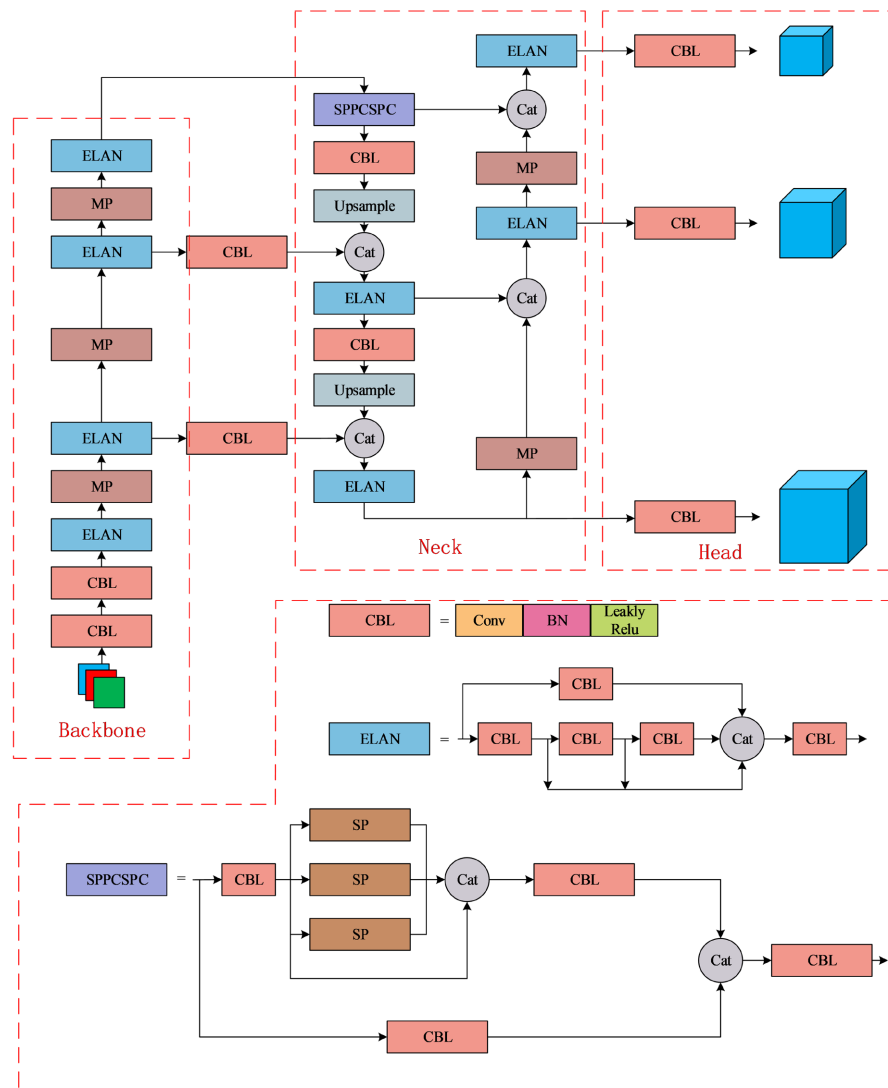 ELAN
CBL
Cat
SPPCSPC
ELAN
CBL
MP
MP
Upsample
ELAN
CBL
ELAN
CBL
Cat
ELAN
Cat
MP
CBL
Upsample
ELAN
CBL
Cat
MP
MP
ELAN
CBL
ELAN
Neck
Head
CBL
CBL
Backbone
CBL
=
Conv
BN
Leakly
Relu
CBL
ELAN
=
CBL
CBL
CBL
Cat
CBL
SP
SPPCSPC
=
CBL
SP
Cat
CBL
SP
Cat
CBL
CBL